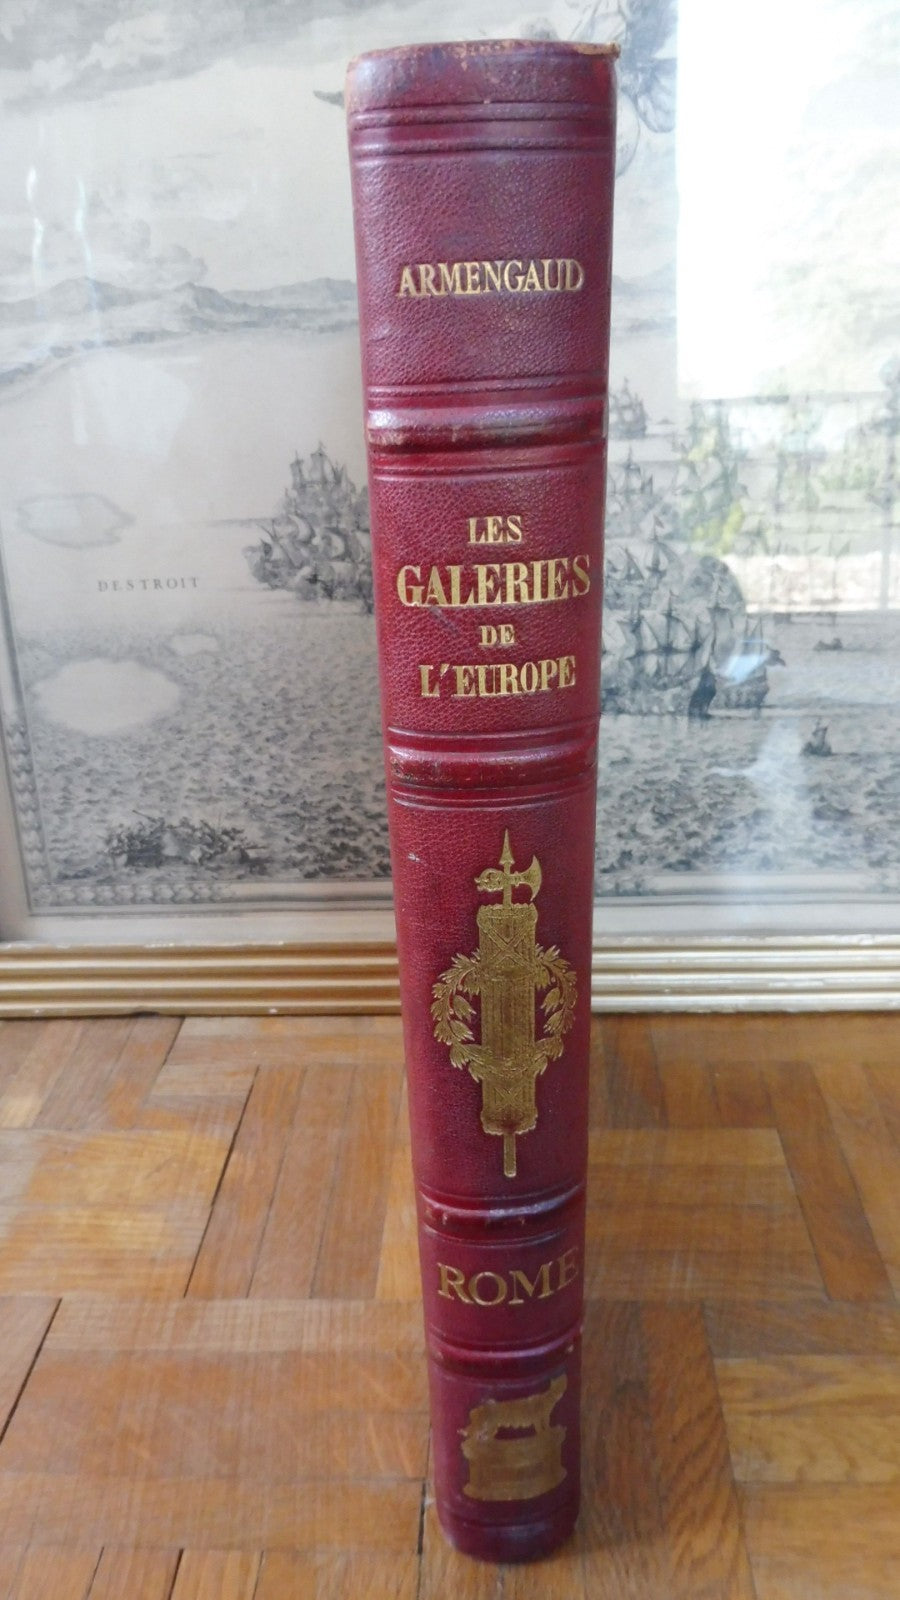 ARMENGAUD
LES
GALERIES
DE
L'EUROPE
ROME
DESTROIT